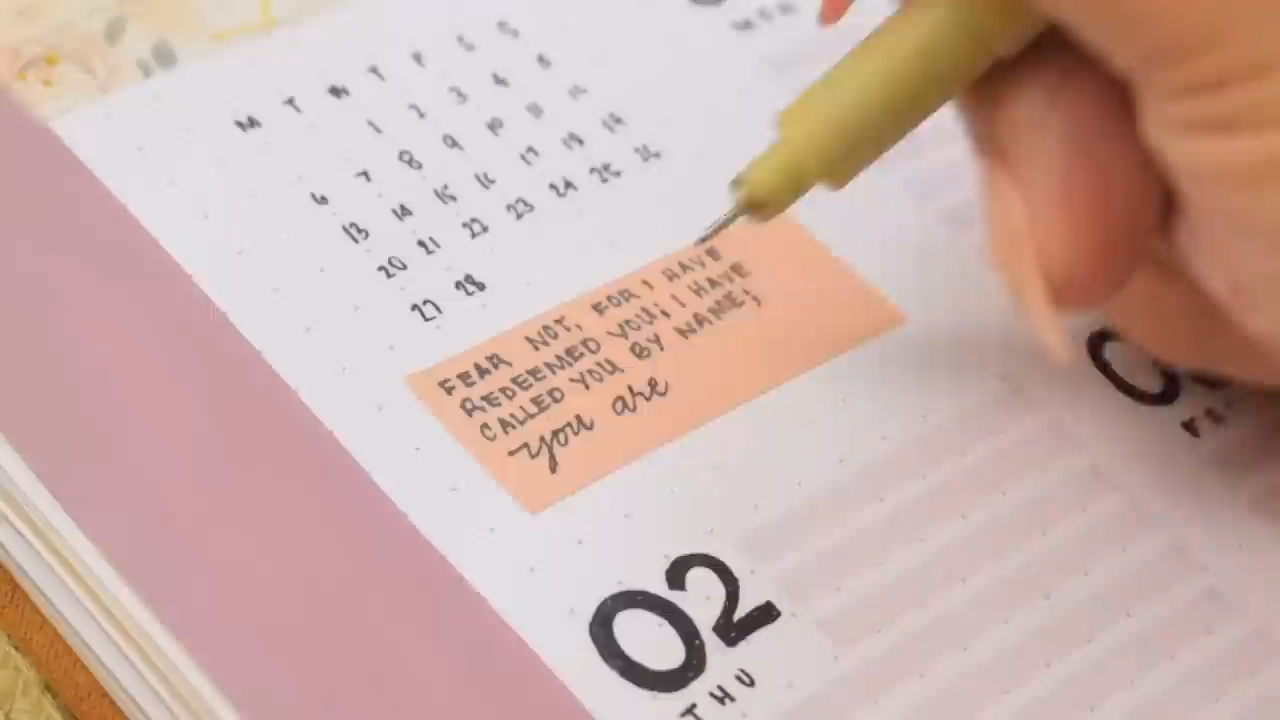 M T W T F S S
1 2 3 4 5
6 7 8 9 10 11 12
13 14 15 16 17 18 19
20 21 22 23 24 25 26
27 28
FEAR NOT, FOR I HAVE
REDEEMED YOU; I HAVE
CALLED YOU BY NAME;
you are
02
THU